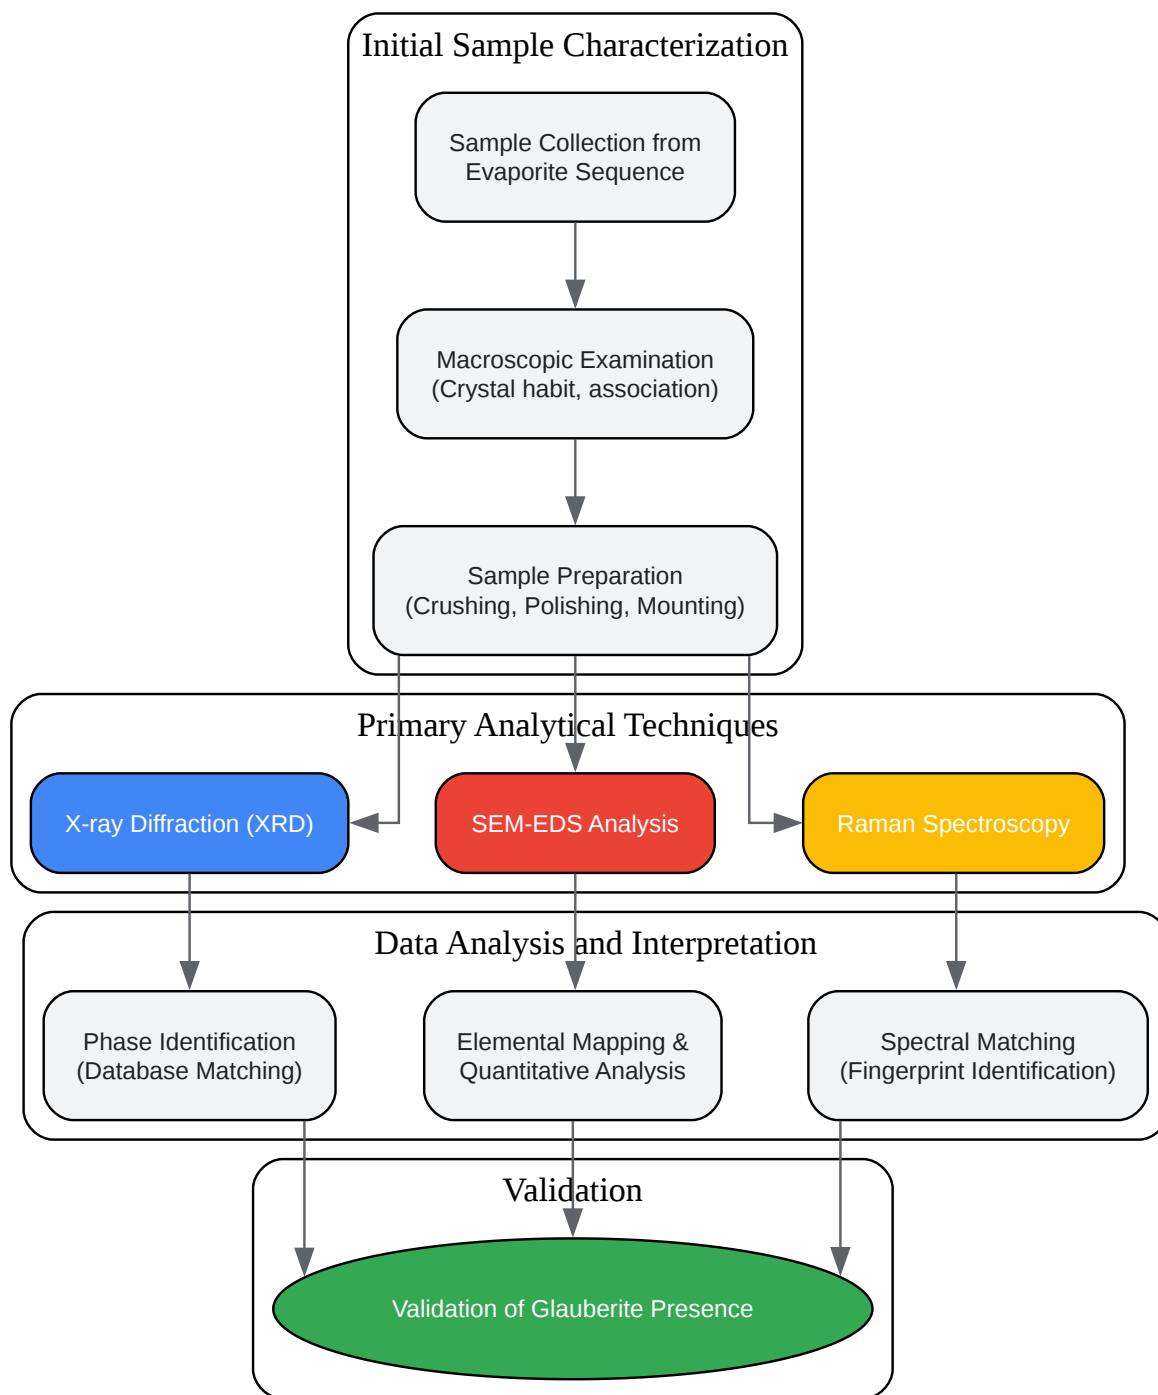 Initial Sample Characterization
Sample Collection from
Evaporite Sequence
Macroscopic Examination
(Crystal habit, association)
Sample Preparation
(Crushing, Polishing, Mounting)
Primary Analytical Techniques
X-ray Diffraction (XRD)
SEM-EDS Analysis
Raman Spectroscopy
Data Analysis and Interpretation
Phase Identification
(Database Matching)
Elemental Mapping &
Quantitative Analysis
Spectral Matching
(Fingerprint Identification)
Validation
Validation of Glauberite Presence